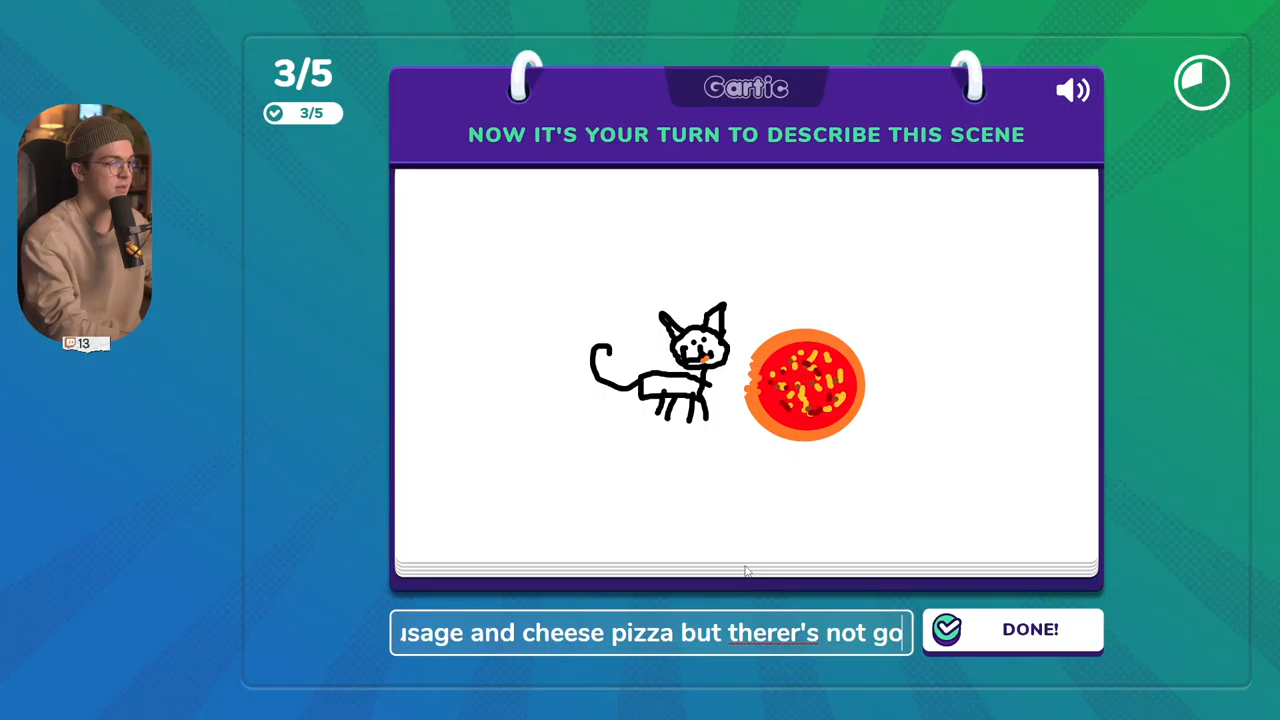 3/5
3/5
Gartic
NOW IT'S YOUR TURN TO DESCRIBE THIS SCENE
13
usage and cheese pizza but therer's not go
DONE!